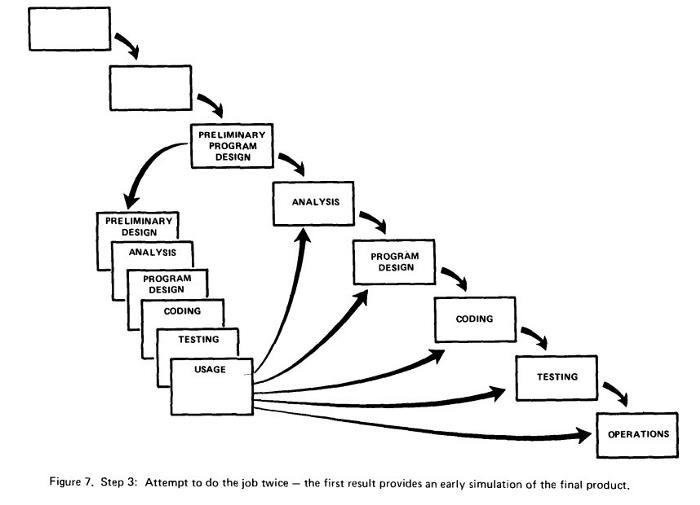 PRELIMINARY
PROGRAM
DESIGN
ANALYSIS
PROGRAM
DESIGN
CODING
TESTING
OPERATIONS
PRELIMINARY
DESIGN
ANALYSIS
PROGRAM
DESIGN
CODING
TESTING
USAGE
Figure 7. Step 3: Attempt to do the job twice – the first result provides an early simulation of the final product.